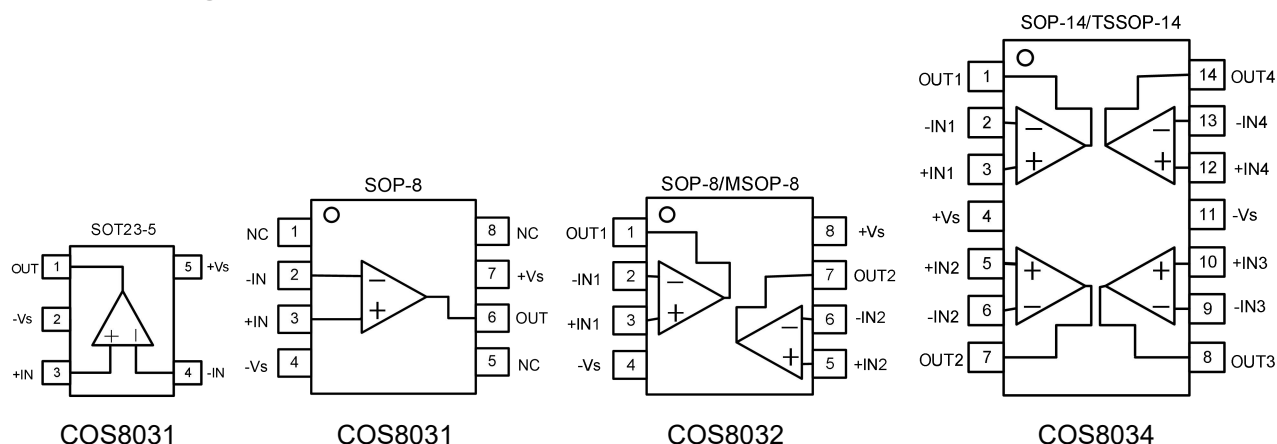 SOT23-5
OUT 1
5 +Vs
-Vs 2
+IN 3
4 -IN
+ −
COS8031
SOP-8
NC 1
8 NC
-IN 2
7 +Vs
+IN 3
6 OUT
-Vs 4
5 NC
−
+
COS8031
SOP-8/MSOP-8
OUT1 1
8 +Vs
-IN1 2
7 OUT2
+IN1 3
6 -IN2
-Vs 4
5 +IN2
−
+
−
+
COS8032
SOP-14/TSSOP-14
OUT1 1
14 OUT4
-IN1 2
13 -IN4
+IN1 3
12 +IN4
+Vs 4
11 -Vs
+IN2 5
10 +IN3
-IN2 6
9 -IN3
OUT2 7
8 OUT3
− −
+ +
+ +
− −
COS8034